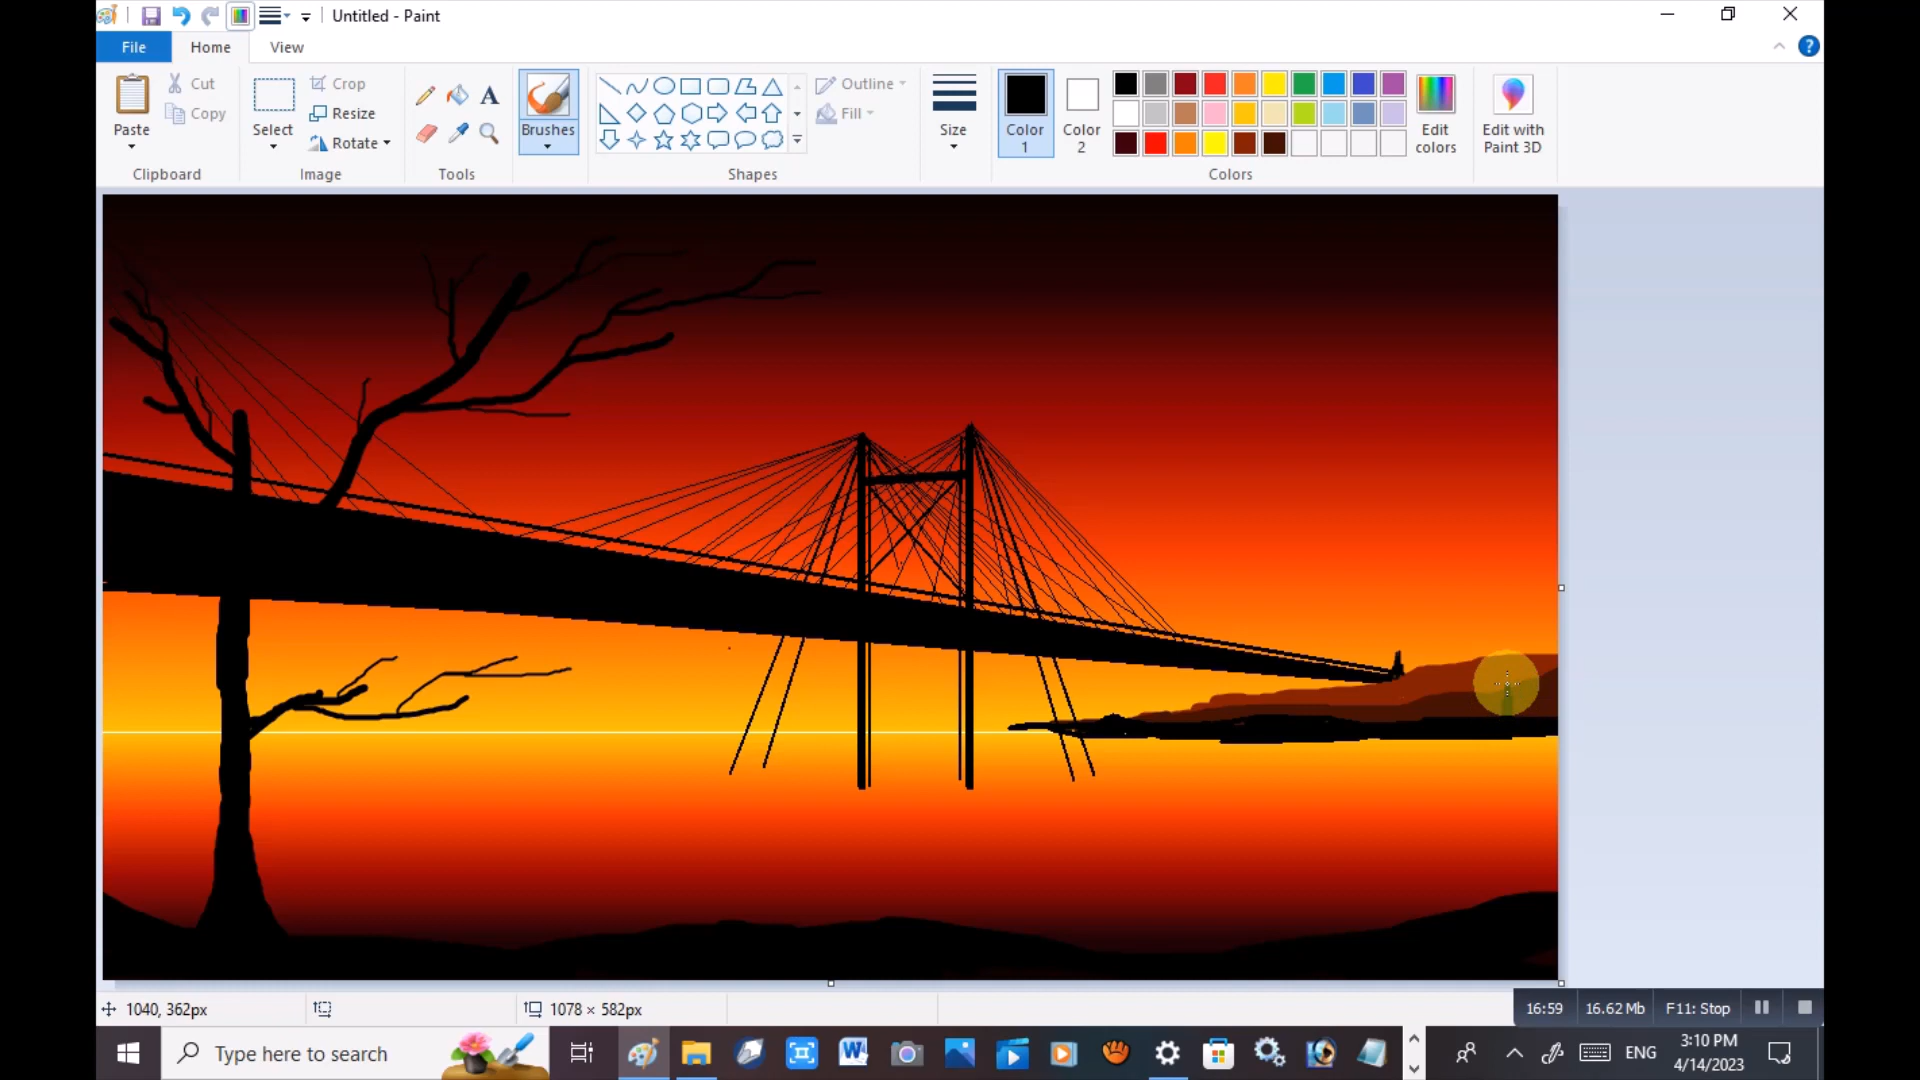 Untitled - Paint
File Home View
Paste
Cut
Copy
Clipboard
Select
Crop
Resize
Rotate
Image
A
Tools
Brushes
Shapes
Outline
Fill
Size
Color
1
Color
2
Colors
Edit
colors
Edit with
Paint 3D
?
1040, 362px
1078 × 582px
16:59 16.62 Mb F11: Stop
Type here to search
W
ENG
3:10 PM
4/14/2023